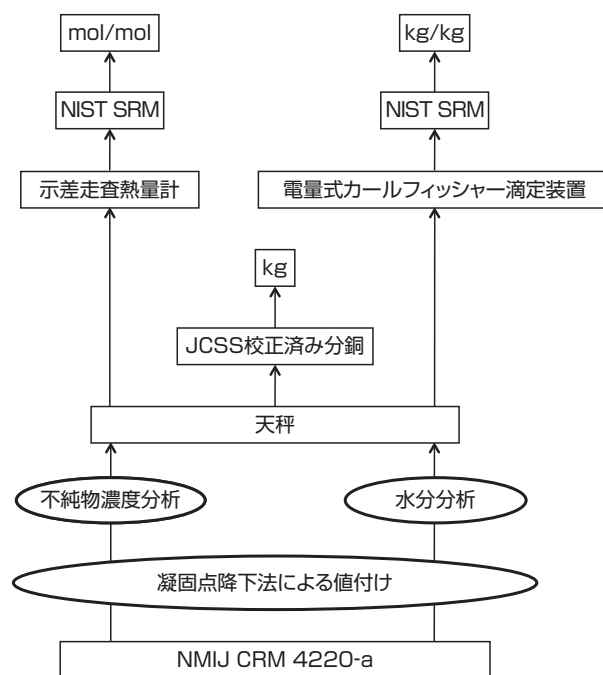 mol/mol
kg/kg
NIST SRM
NIST SRM
示差走査熱量計
電量式カールフィッシャー滴定装置
kg
JCSS校正済み分銅
天秤
不純物濃度分析
水分分析
凝固点降下法による値付け
NMIJ CRM 4220-a